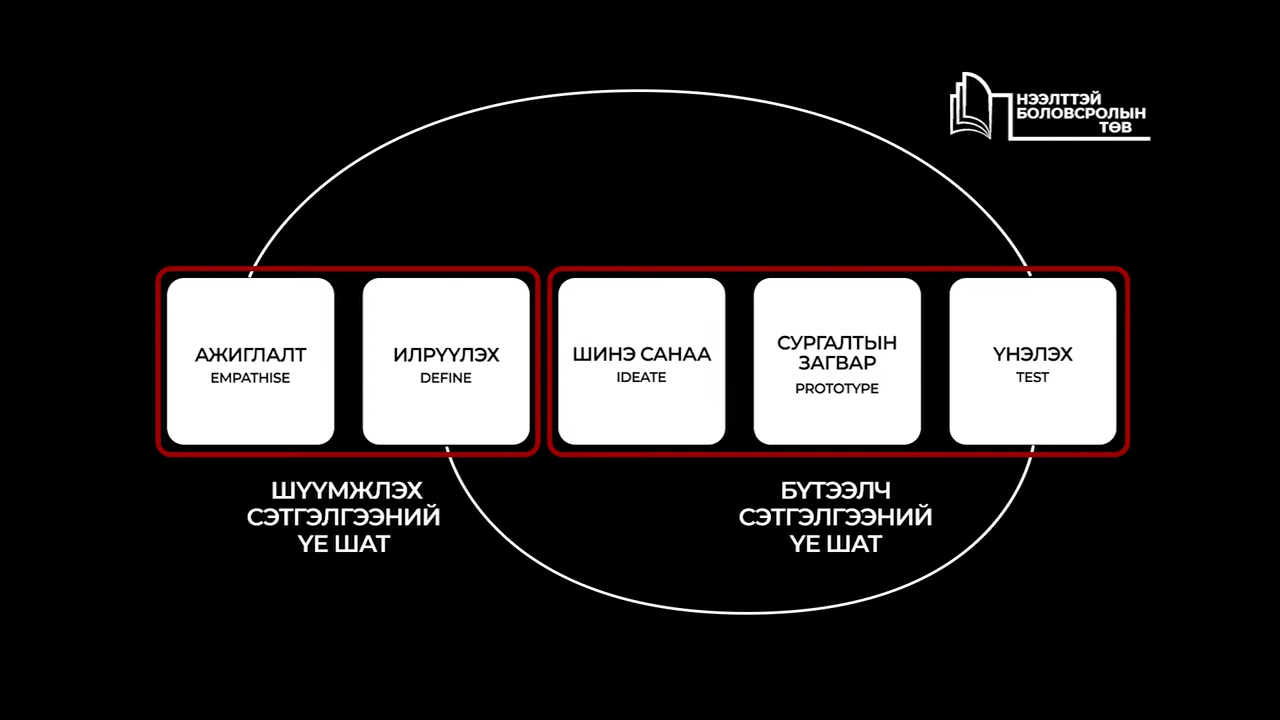 НЭЭЛТТЭЙ
БОЛОВСРОЛЫН
ТӨВ
АЖИГЛАЛТ
EMPATHISE
ИЛРҮҮЛЭХ
DEFINE
ШИНЭ САНАА
IDEATE
СУРГАЛТЫН
ЗАГВАР
PROTOTYPE
ҮНЭЛЭХ
TEST
ШҮҮМЖЛЭХ
СЭТГЭЛГЭЭНИЙ
ҮЕ ШАТ
БҮТЭЭЛЧ
СЭТГЭЛГЭЭНИЙ
ҮЕ ШАТ